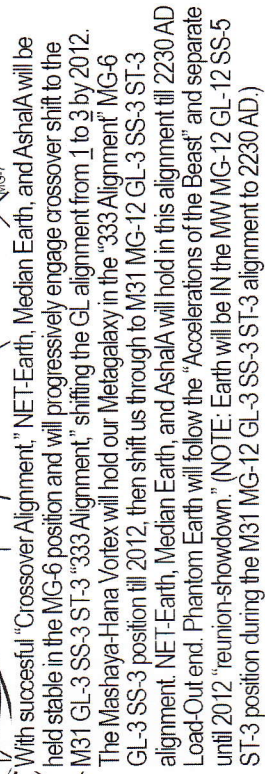 With succesful “Crossover Alignment,” NET-Earth, Median Earth, and AshalA will be
held stable in the MG-6 position and will progressively engage crossover shift to the
M31 GL-3 SS-3 ST-3 “333 Alignment,” shifting the GL alignment from 1 to 3 by 2012.
The Mashaya-Hana Vortex will hold our Metagalaxy in the “333 Alignment” MG-6
GL-3 SS-3 position till 2012, then shift us through to M31 MG-12 GL-3 SS-3 ST-3
alignment. NET-Earth, Median Earth, and AshalA will hold in this alignment till 2230 AD
Load-Out end. Phantom Earth will follow the “Accelerations of the Beast” and separate
until 2012 “reunion-showdown.” (NOTE: Earth will be IN the MW MG-12 GL-12 SS-5
ST-3 position during the M31 MG-12 GL-3 SS-3 ST-3 alignment to 2230 AD.)